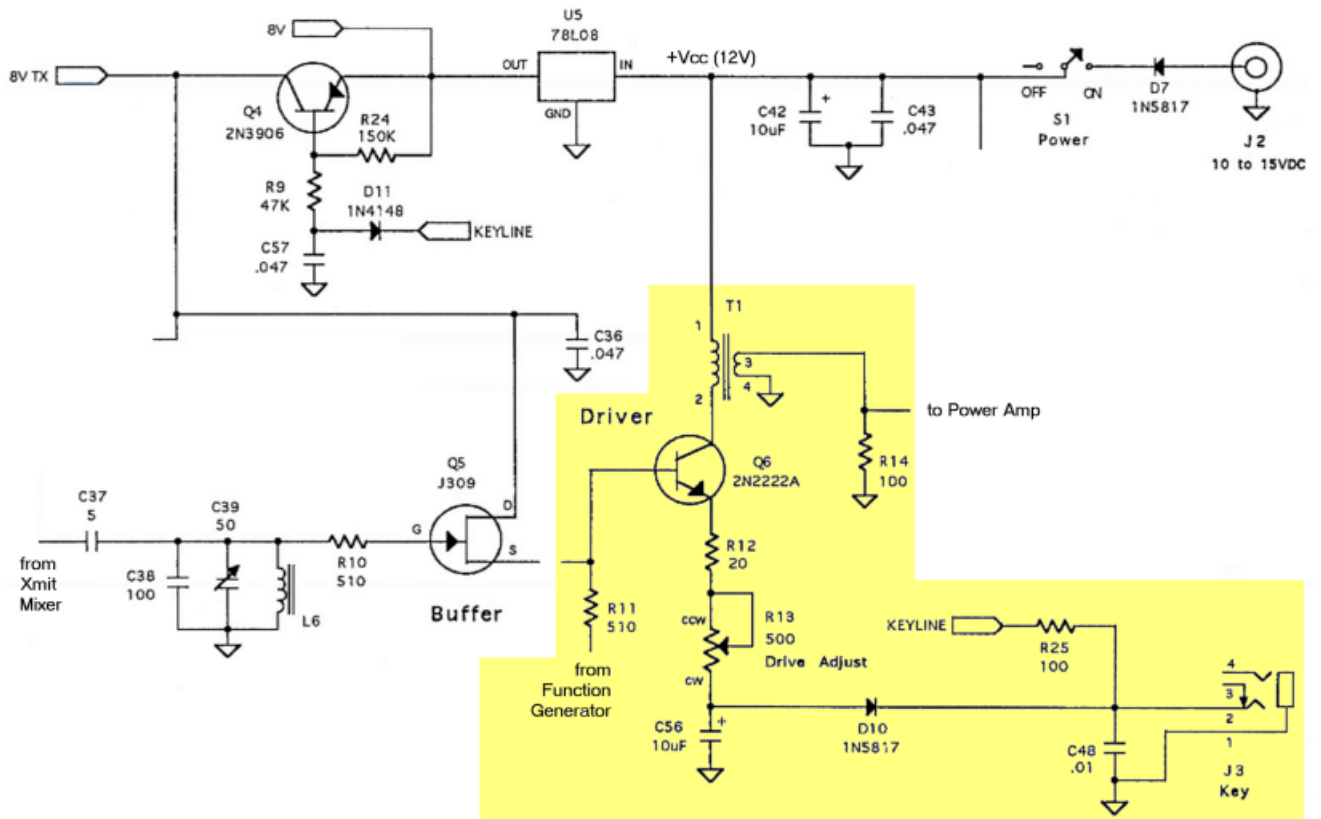 8V
U5
78L08
8V TX
OUT
IN
+Vcc (12V)
GND
Q4
2N3906
R24
150K
C42
10uF
+
C43
.047
OFF
ON
S1
Power
D7
1N5817
J2
10 to 15VDC
R9
47K
D11
1N4148
KEYLINE
C57
.047
C36
.047
T1
1
2
3
4
Driver
to Power Amp
Q6
2N2222A
R14
100
Q5
J309
D
G
S
C37
5
C39
50
from
Xmit
Mixer
C38
100
L6
R10
510
Buffer
R11
510
from
Function
Generator
R12
20
CCW
R13
500
Drive Adjust
CW
KEYLINE
R25
100
C56
10uF
+
D10
1N5817
C48
.01
4
3
2
1
J3
Key